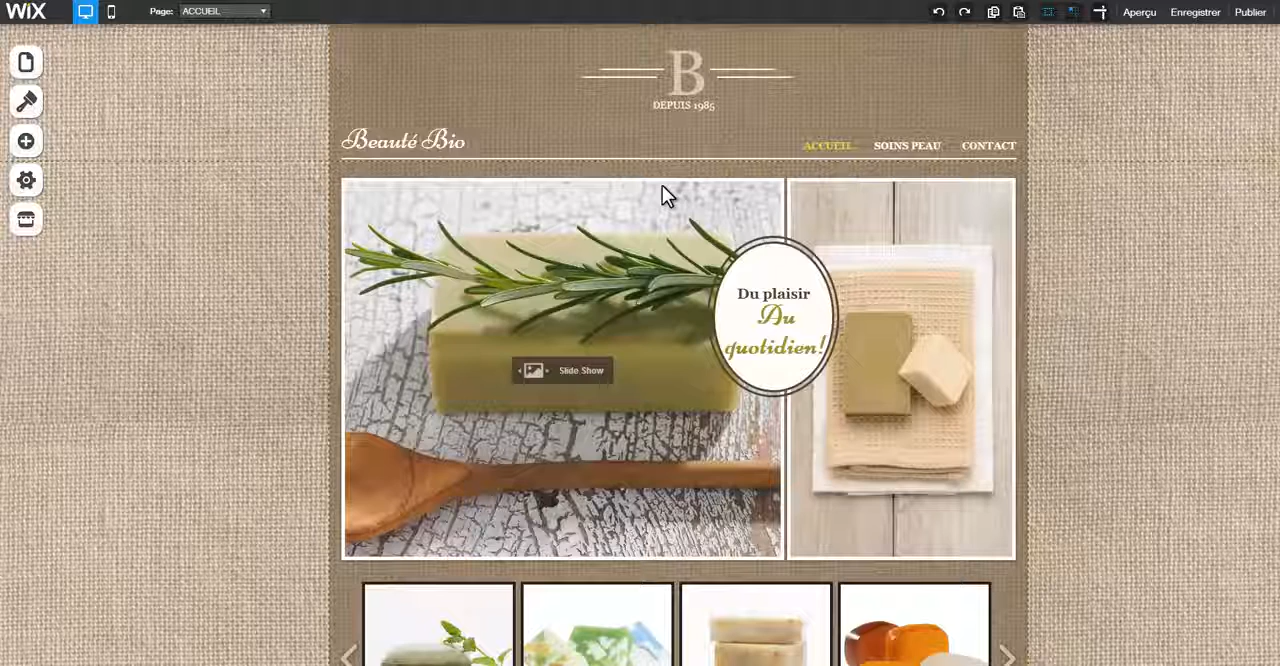 WiX Page: ACCUEIL Aperçu Enregistrer Publier
B
DEPUIS 1985
Beauté Bio ACCUEIL SOINS PEAU CONTACT
Du plaisir
Au
quotidien!
Slide Show